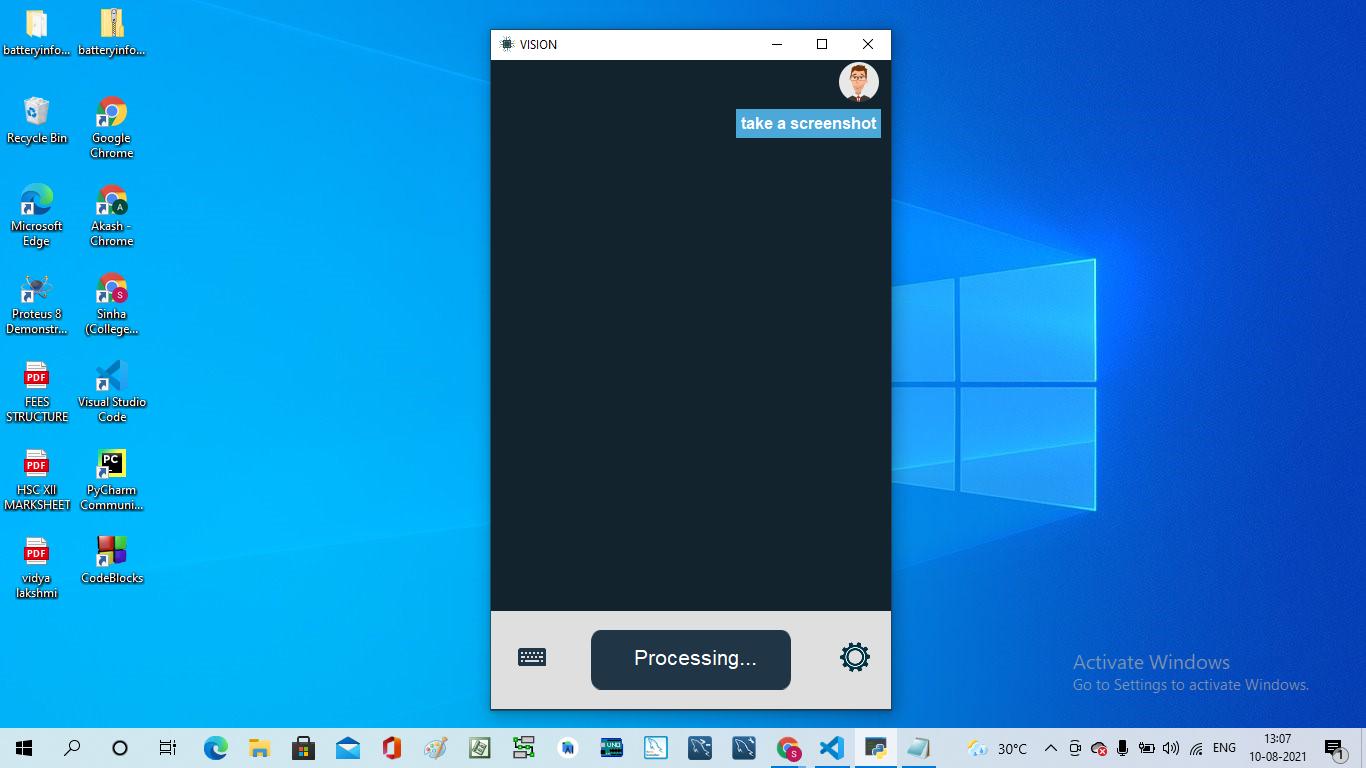 batteryinfo...
batteryinfo...
Recycle Bin
Google
Chrome
Microsoft
Edge
Akash -
Chrome
Proteus 8
Demonstr...
Sinha
(College...
PDF
FEES
STRUCTURE
Visual Studio
Code
PDF
HSC XII
MARKSHEET
PC
PyCharm
Communi...
PDF
vidya
lakshmi
CodeBlocks
A
S
VISION
take a screenshot
Processing...
Activate Windows
Go to Settings to activate Windows.
UNO
S
30°C
ENG
13:07
10-08-2021
1